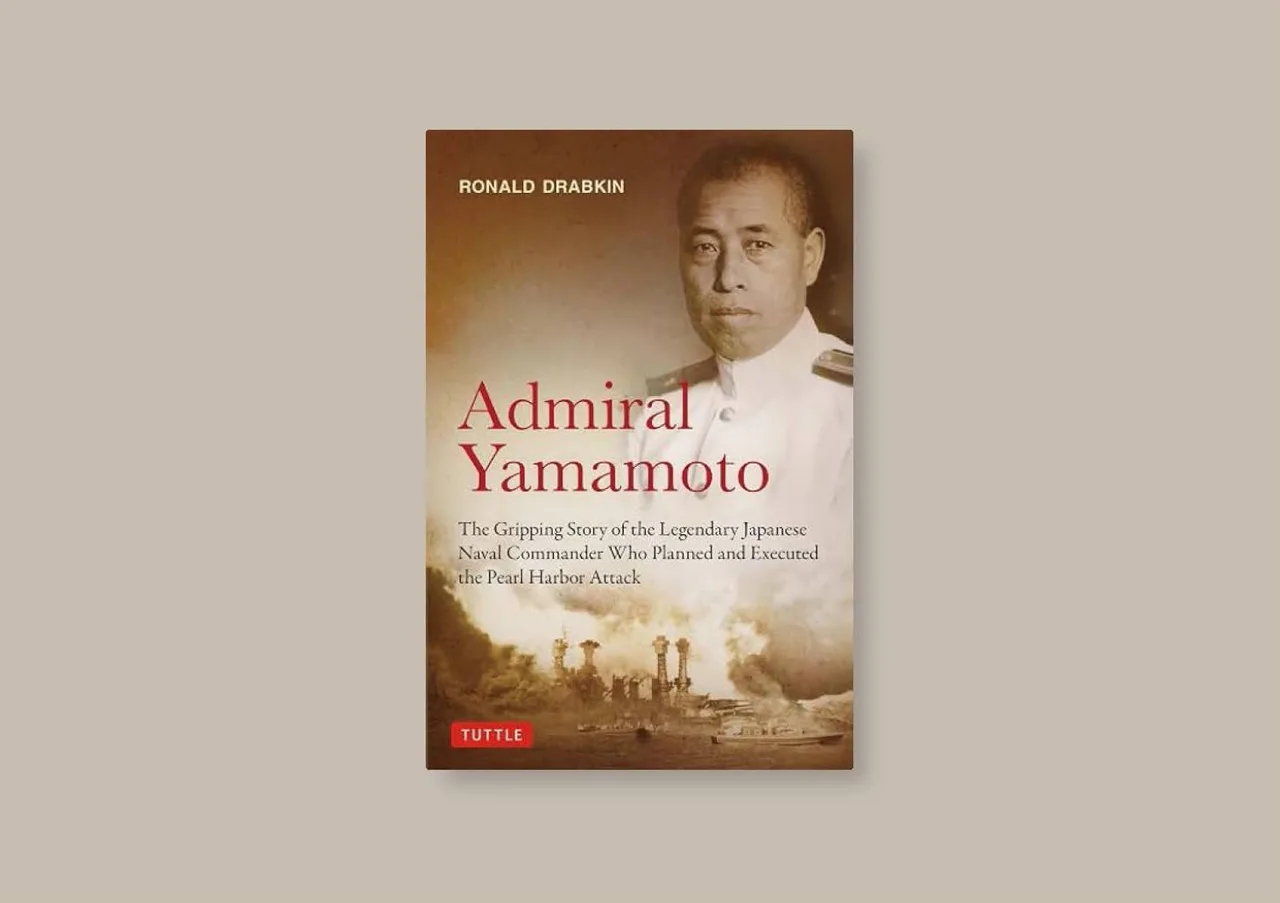 RONALD DRABKIN
Admiral
Yamamoto
The Gripping Story of the Legendary Japanese
Naval Commander Who Planned and Executed
the Pearl Harbor Attack
TUTTLE